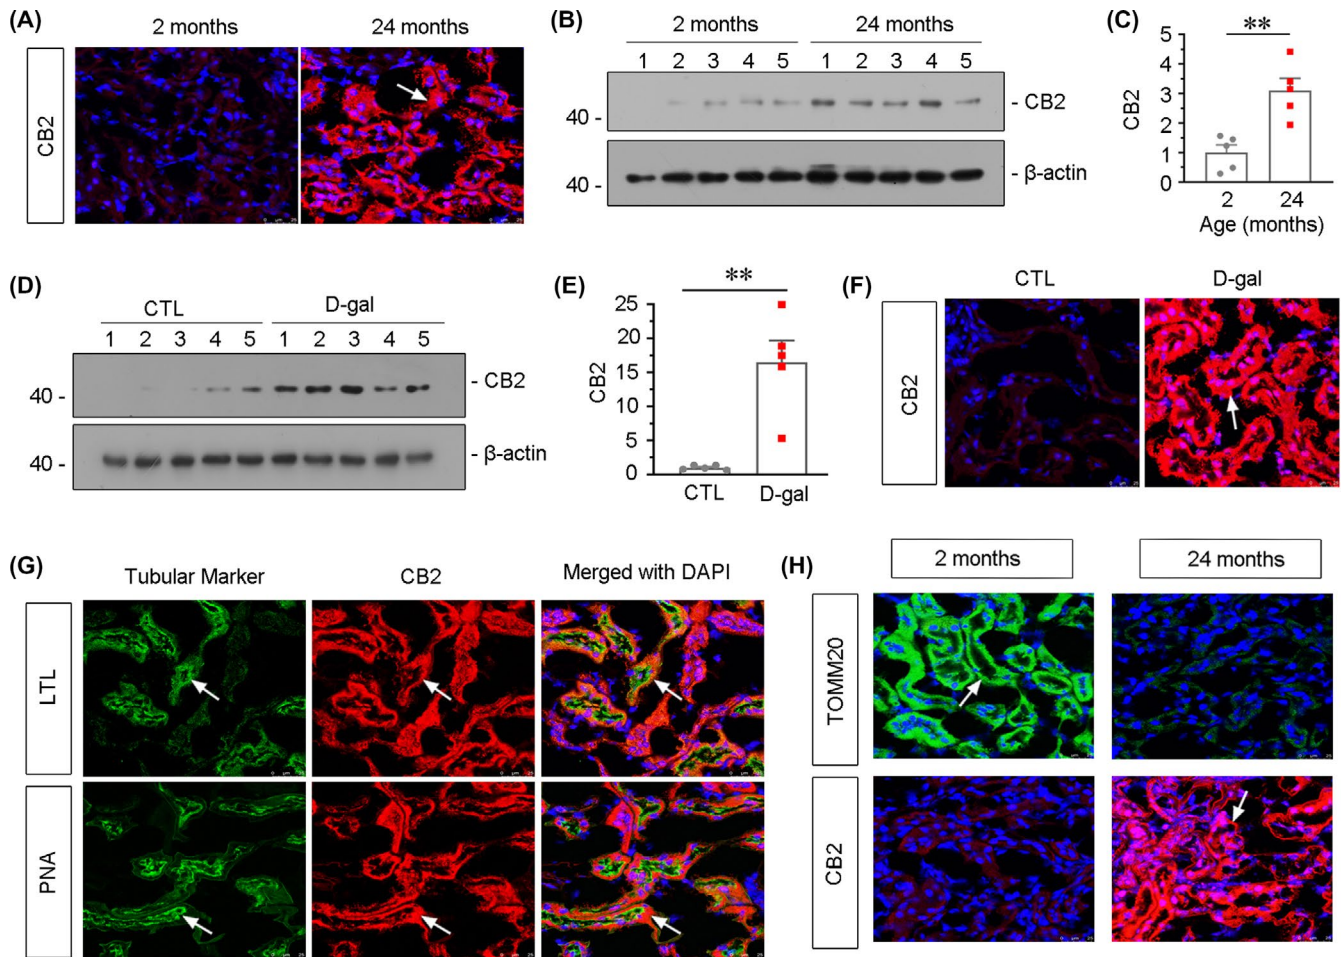 (A)
2 months
24 months
CB2
(B)
2 months
24 months
1 2 3 4 5 1 2 3 4 5
40 -
- CB2
40 -
- β-actin
(C)
**
CB2
5
4
3
2
1
0
2
24
Age (months)
(D)
CTL
D-gal
1 2 3 4 5 1 2 3 4 5
40 -
- CB2
40 -
- β-actin
(E)
**
CB2
25
20
15
10
5
0
CTL
D-gal
(F)
CTL
D-gal
CB2
(G)
Tubular Marker
CB2
Merged with DAPI
LTL
PNA
(H)
2 months
24 months
TOMM20
CB2